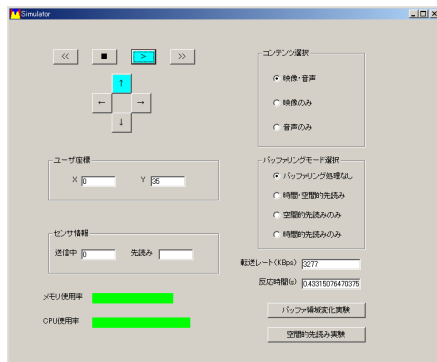 Simulator
<<
■
>
>>
↑
←
→
↓
コンテンツ選択
映像・音声
映像のみ
音声のみ
ユーザ座標
X 0 Y 35
バッファリングモード選択
バッファリング処理なし
時間・空間的先読み
空間的先読みのみ
時間的先読みのみ
センサ情報
送信中 0 先読み
転送レート(KBps) 3277
反応時間(s) 0.43315076470375
メモリ使用率
CPU使用率
バッファ領域変化実験
空間的先読み実験